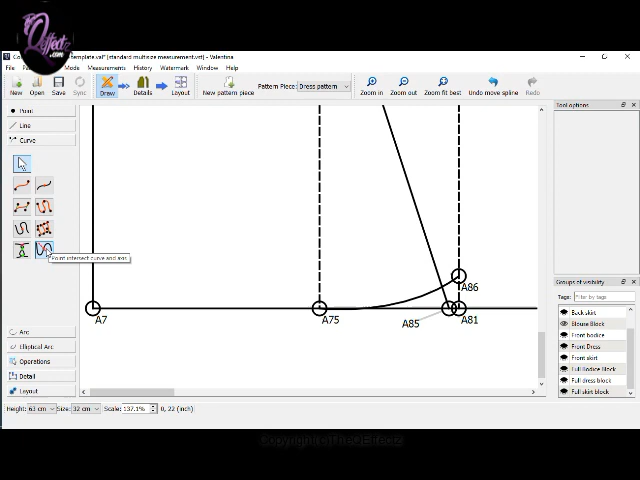 Qeffectz
.com
template.val" (standard multisize measurement.vst) - Valentina
File Mode Measurements Window Help
New Open Save Sync Draw Details Layout New pattern piece Pattern Piece: Dress pattern Zoom in Zoom out Zoom fit best Undo move spline Redo
Point
Line
Curve
Point intersect curve and axis
Arc
Elliptical Arc
Operations
Detail
Layout
A86
A7
A75
A85
A81
Tool options
Groups of visibility
Tags: Filter by tags
Back skirt
Blouse Block
Front bodice
Front Dress
Front skirt
Full Bodice Block
Full dress block
Full skirt block
Height: 63 cm Size: 32 cm Scale: 137.1% 0, 22 (inch)